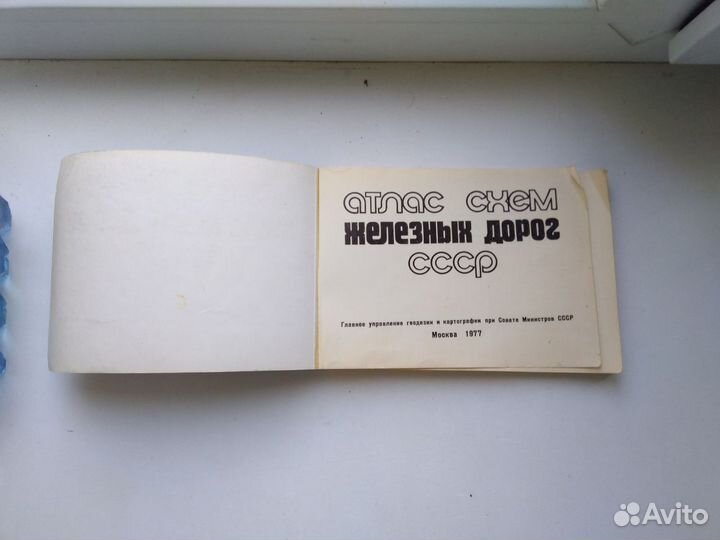 атлас схем
железных дорог
ссср
Главное управление геодезии и картографии при Совете Министров СССР
Москва 1977
Avito